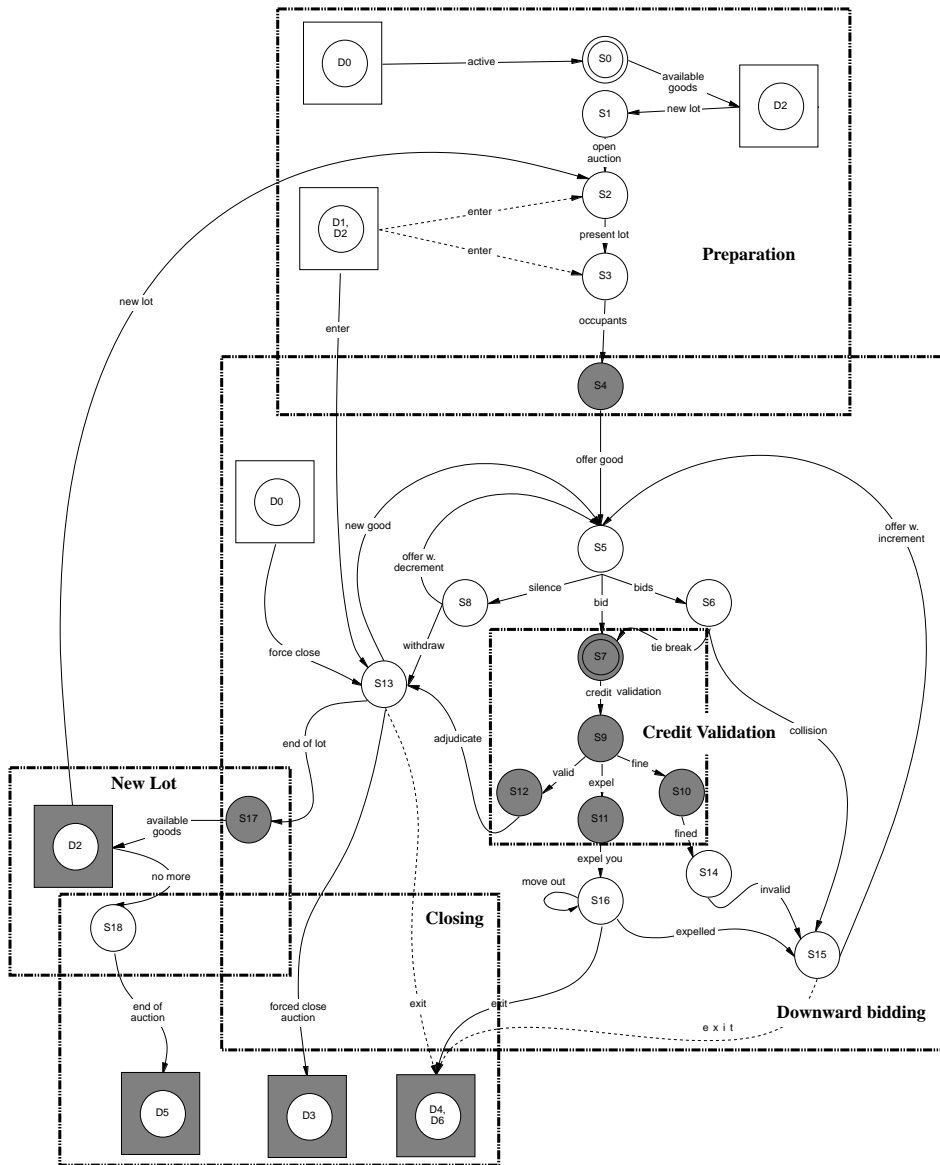 D0
active
S0
available
goods
D2
S1
new lot
open
auction
S2
enter
D1,
D2
present lot
enter
S3
Preparation
new lot
enter
occupants
S4
offer good
D0
new good
offer w.
increment
S5
offer w.
decrement
silence
bids
S8
bid
S6
withdraw
force close
tie break
S7
S13
credit validation
adjudicate
S9
Credit Validation
collision
end of lot
valid
fine
expel
New Lot
S12
S10
available
goods
S17
S11
fined
D2
expel you
no more
move out
S14
invalid
S16
Closing
S18
expelled
S15
end of
auction
forced close
auction
exit
exit
Downward bidding
e x i t
D5
D3
D4,
D6